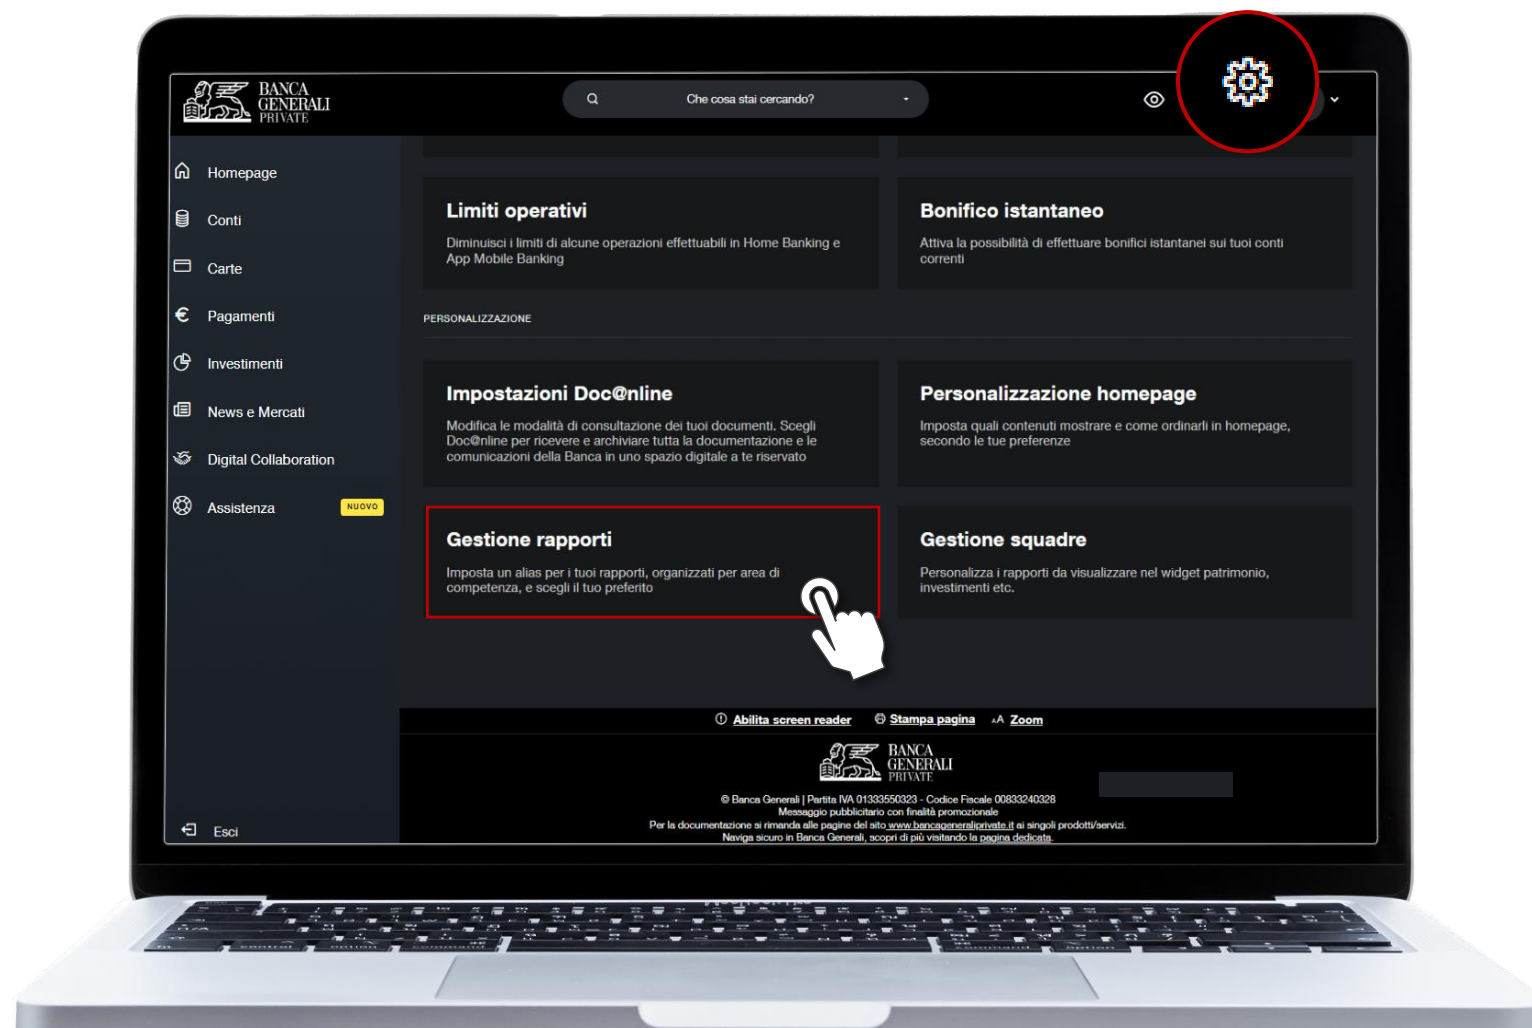 BANCA
GENERALI
PRIVATE
Che cosa stai cercando?
Homepage
Conti
Carte
Pagamenti
Investimenti
News e Mercati
Digital Collaboration
Assistenza
NUOVO
Esci
Limiti operativi
Diminuisci i limiti di alcune operazioni effettuabili in Home Banking e
App Mobile Banking
Bonifico istantaneo
Attiva la possibilità di effettuare bonifici istantanei sui tuoi conti
correnti
PERSONALIZZAZIONE
Impostazioni Doc@nline
Modifica le modalità di consultazione dei tuoi documenti. Scegli
Doc@nline per ricevere e archiviare tutta la documentazione e le
comunicazioni della Banca in uno spazio digitale a te riservato
Personalizzazione homepage
Imposta quali contenuti mostrare e come ordinarli in homepage,
secondo le tue preferenze
Gestione rapporti
Imposta un alias per i tuoi rapporti, organizzati per area di
competenza, e scegli il tuo preferito
Gestione squadre
Personalizza i rapporti da visualizzare nel widget patrimonio,
investimenti etc.
Abilita screen reader
Stampa pagina
AA Zoom
BANCA
GENERALI
PRIVATE
© Banca Generali | Partita IVA 01333550323 - Codice Fiscale 00833240328
Messaggio pubblicitario con finalità promozionale
Per la documentazione si rimanda alle pagine del sito www.bancageneraliprivate.it ai singoli prodotti/servizi.
Naviga sicuro in Banca Generali, scopri di più visitando la pagina dedicata.
control
option
command
option